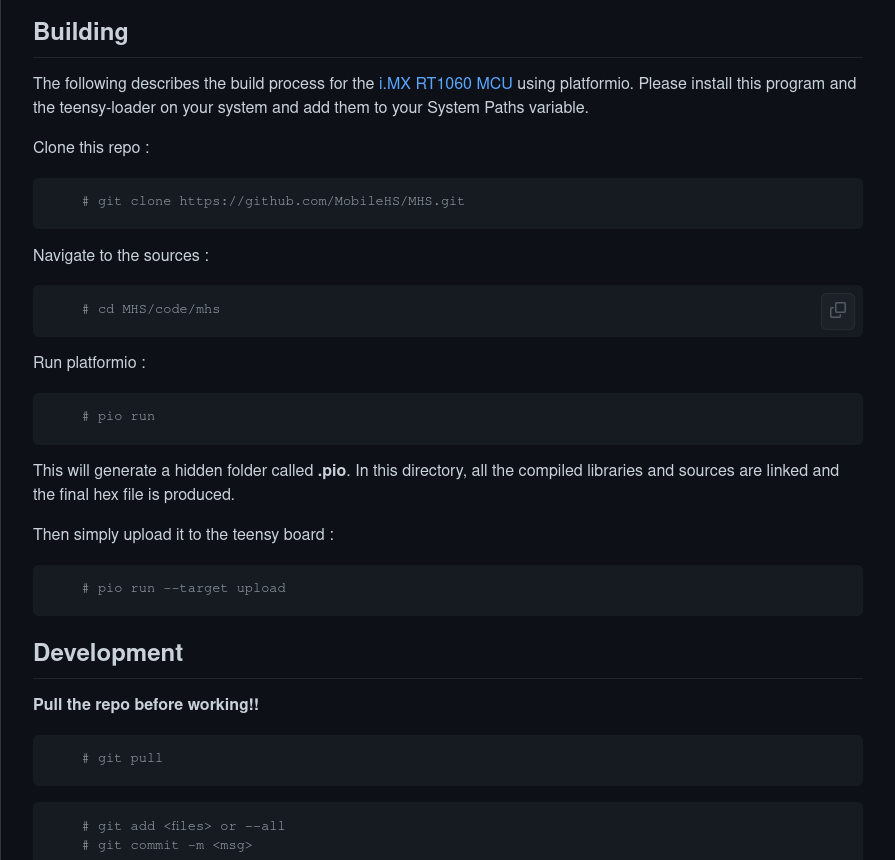 Building
The following describes the build process for the i.MX RT1060 MCU using platformio. Please install this program and
the teensy-loader on your system and add them to your System Paths variable.
Clone this repo :
# git clone https://github.com/MobileHS/MHS.git
Navigate to the sources :
# cd MHS/code/mhs
Run platformio :
# pio run
This will generate a hidden folder called .pio. In this directory, all the compiled libraries and sources are linked and
the final hex file is produced.
Then simply upload it to the teensy board :
# pio run --target upload
Development
Pull the repo before working!!
# git pull
# git add <files> or --all
# git commit -m <msg>